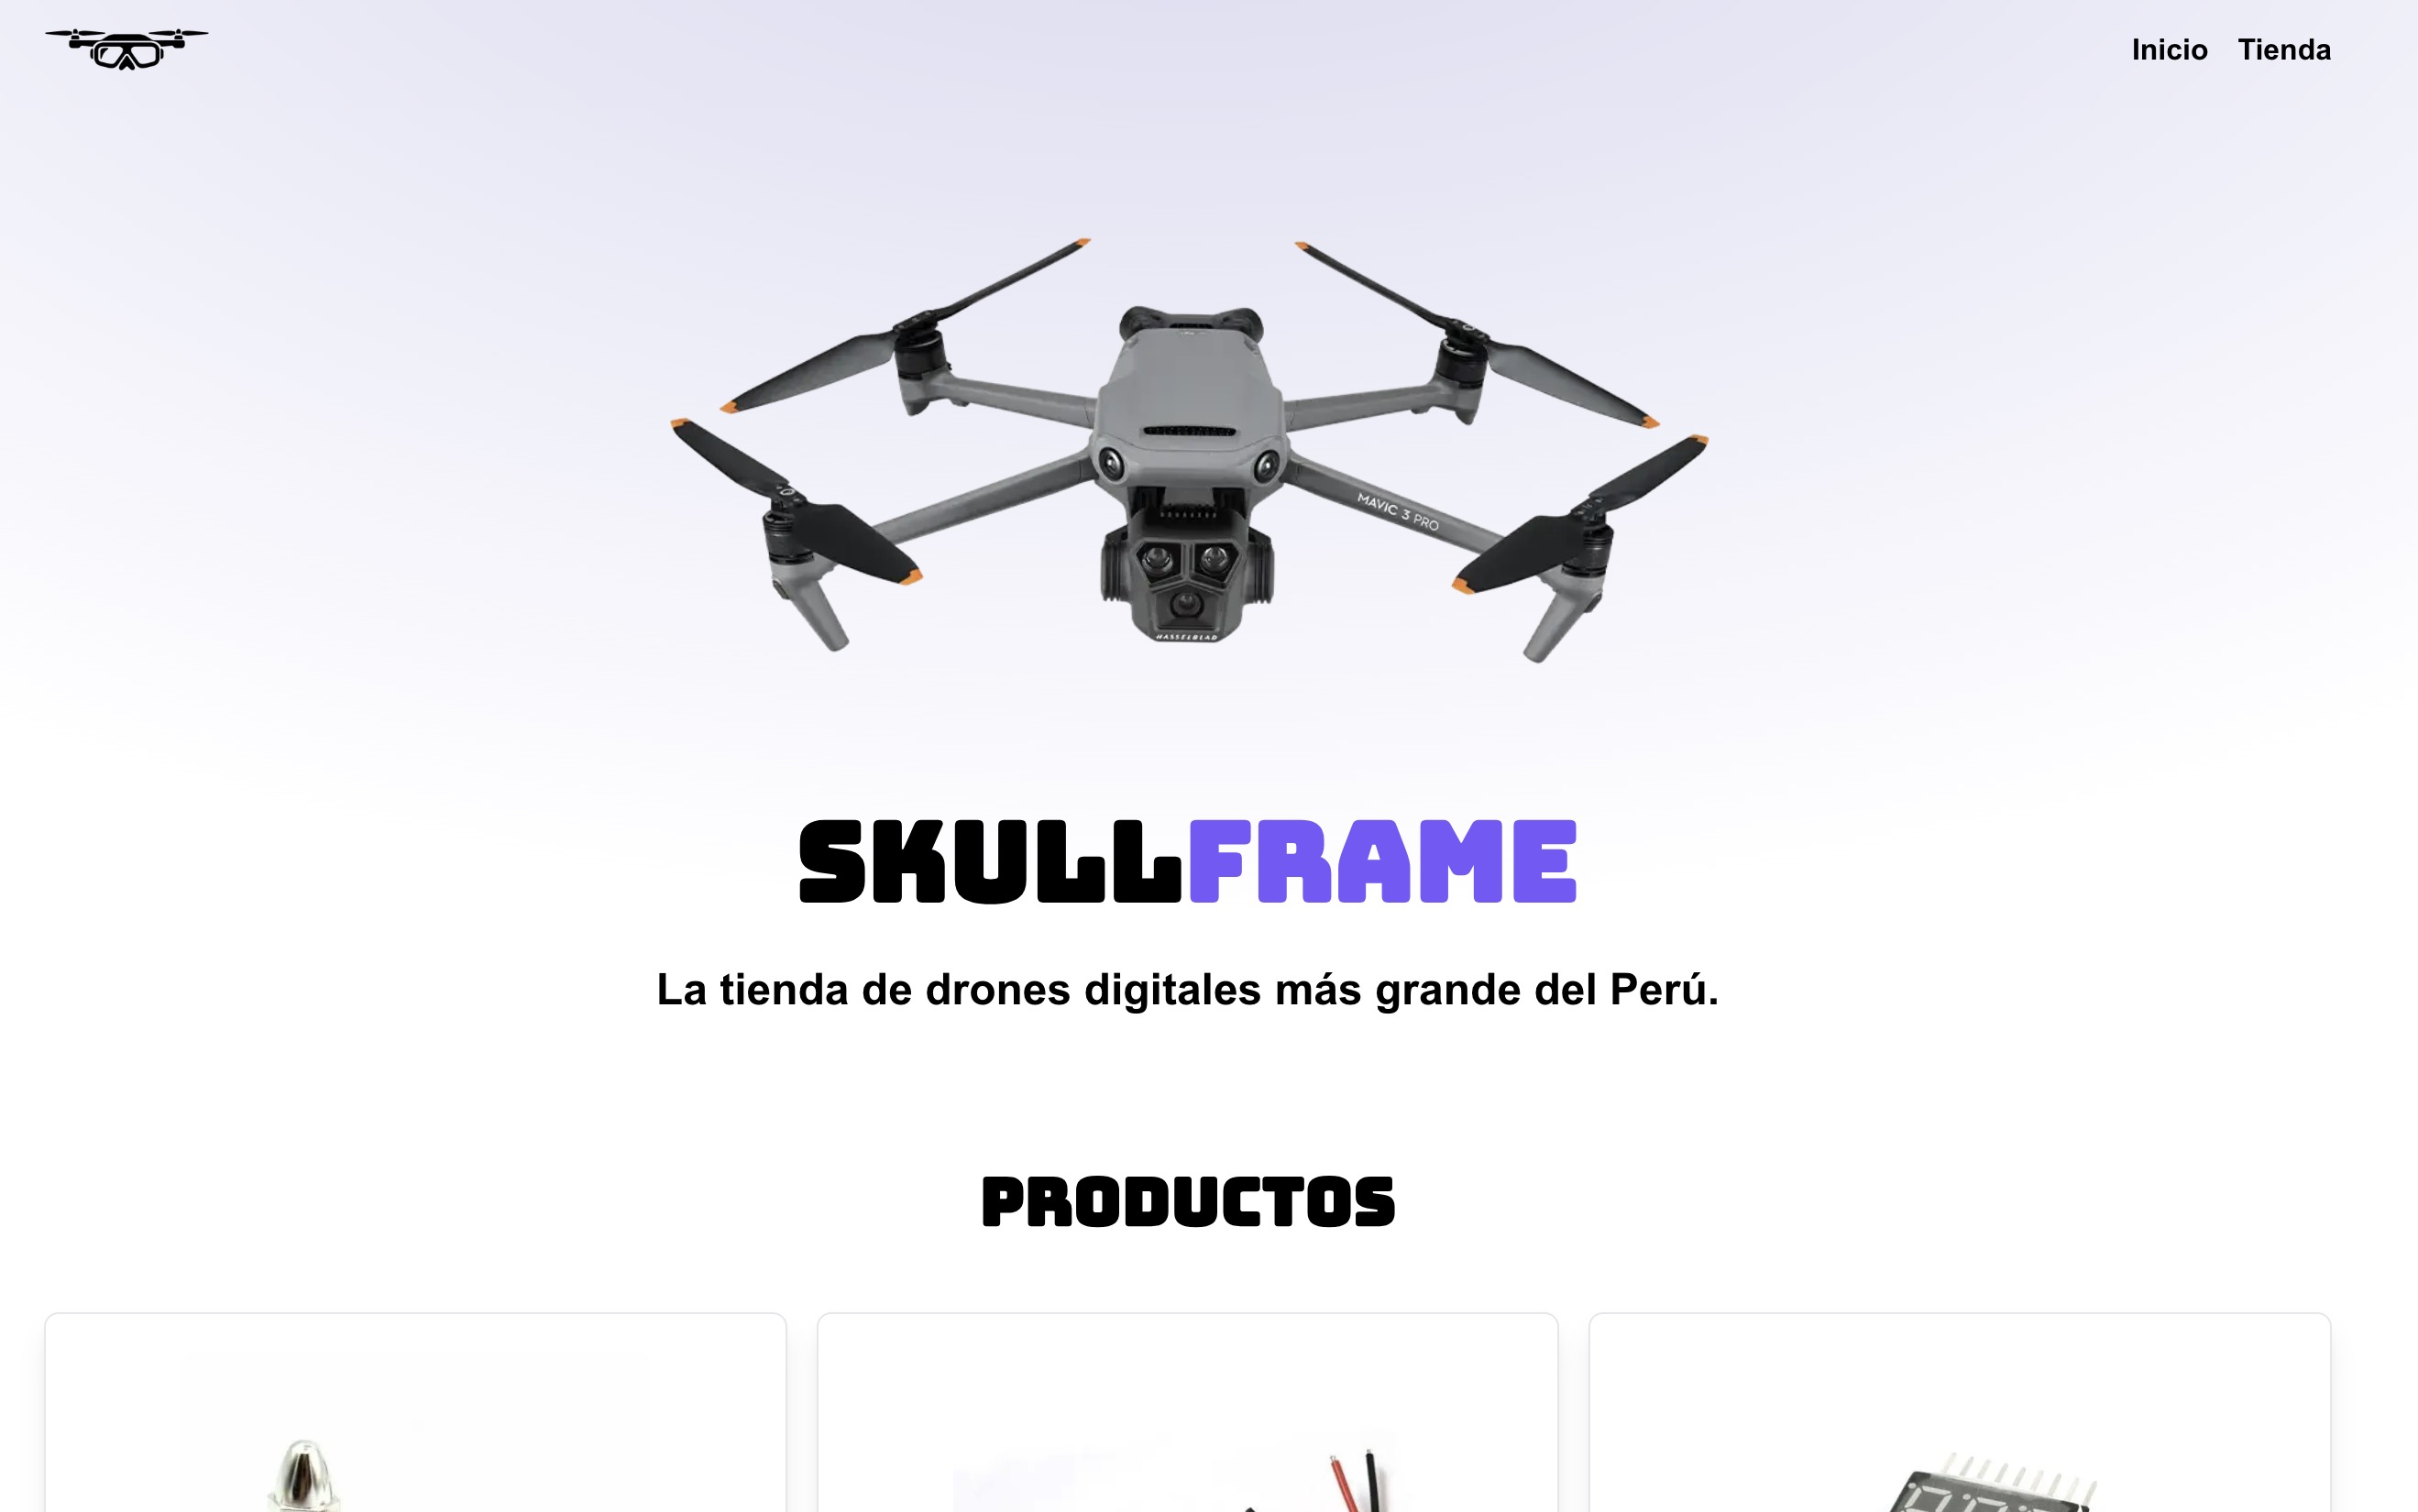 Inicio Tienda
MAVIC 3 PRO
HASSELBLAD
SKULLFRAME
La tienda de drones digitales más grande del Perú.
PRODUCTOS